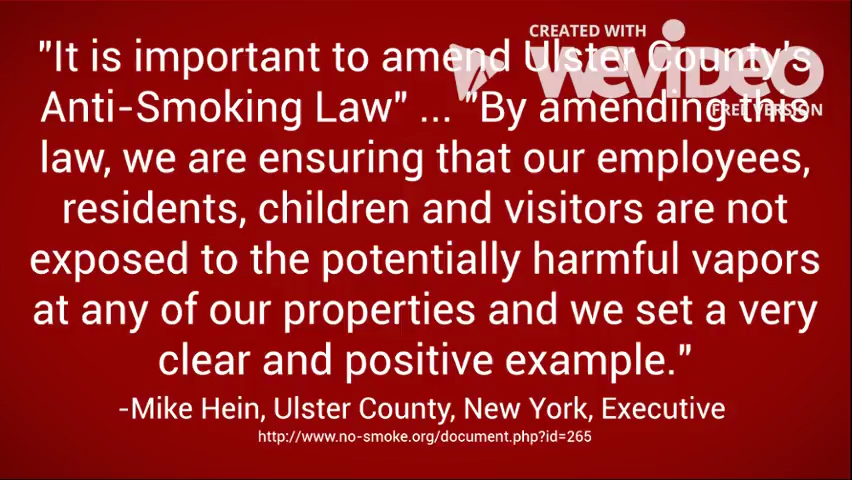 CREATED WITH
WEVIDEO
FREE VERSION
"It is important to amend Ulster County's
Anti-Smoking Law" ... "By amending this
law, we are ensuring that our employees,
residents, children and visitors are not
exposed to the potentially harmful vapors
at any of our properties and we set a very
clear and positive example."
-Mike Hein, Ulster County, New York, Executive
http://www.no-smoke.org/document.php?id=265